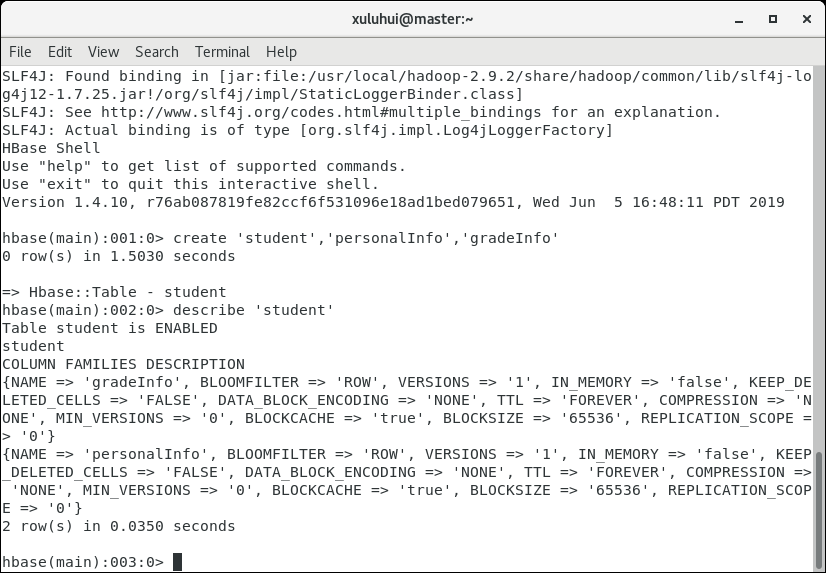 xuluhui@master:~
File Edit View Search Terminal Help
SLF4J: Found binding in [jar:file:/usr/local/hadoop-2.9.2/share/hadoop/common/lib/slf4j-lo
g4j12-1.7.25.jar!/org/slf4j/impl/StaticLoggerBinder.class]
SLF4J: See http://www.slf4j.org/codes.html#multiple_bindings for an explanation.
SLF4J: Actual binding is of type [org.slf4j.impl.Log4jLoggerFactory]
HBase Shell
Use "help" to get list of supported commands.
Use "exit" to quit this interactive shell.
Version 1.4.10, r76ab087819fe82ccf6f531096e18ad1bed079651, Wed Jun  5 16:48:11 PDT 2019
hbase(main):001:0> create 'student','personalInfo','gradeInfo'
0 row(s) in 1.5030 seconds
=> Hbase::Table - student
hbase(main):002:0> describe 'student'
Table student is ENABLED
student
COLUMN FAMILIES DESCRIPTION
{NAME => 'gradeInfo', BLOOMFILTER => 'ROW', VERSIONS => '1', IN_MEMORY => 'false', KEEP_DE
LETED_CELLS => 'FALSE', DATA_BLOCK_ENCODING => 'NONE', TTL => 'FOREVER', COMPRESSION => 'N
ONE', MIN_VERSIONS => '0', BLOCKCACHE => 'true', BLOCKSIZE => '65536', REPLICATION_SCOPE =
> '0'}
{NAME => 'personalInfo', BLOOMFILTER => 'ROW', VERSIONS => '1', IN_MEMORY => 'false', KEEP
_DELETED_CELLS => 'FALSE', DATA_BLOCK_ENCODING => 'NONE', TTL => 'FOREVER', COMPRESSION =>
 'NONE', MIN_VERSIONS => '0', BLOCKCACHE => 'true', BLOCKSIZE => '65536', REPLICATION_SCOP
E => '0'}
2 row(s) in 0.0350 seconds
hbase(main):003:0>